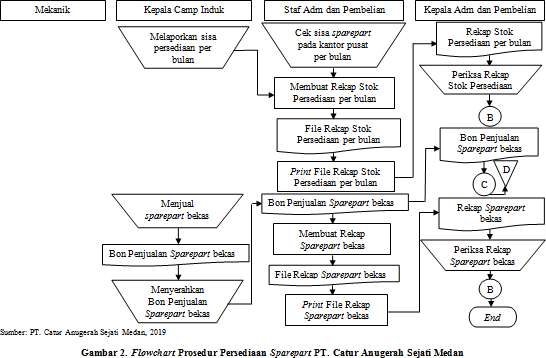 Mekanik
Kepala Camp Induk
Staf Adm dan Pembelian
Kepala Adm dan Pembelian
Melaporkan sisa
persediaan per
bulan
Cek sisa sparepart
pada kantor pusat
per bulan
Rekap Stok
Persediaan per bulan
Membuat Rekap Stok
Persediaan per bulan
Periksa Rekap
Stok Persediaan
B
File Rekap Stok
Persediaan per bulan
Bon Penjualan
Sparepart bekas
Print File Rekap Stok
Persediaan per bulan
D
C
Menjual
sparepart bekas
Bon Penjualan Sparepart bekas
Rekap Sparepart
bekas
Membuat Rekap
Sparepart bekas
Bon Penjualan Sparepart bekas
Periksa Rekap
Sparepart bekas
File Rekap Sparepart bekas
Menyerahkan
Bon Penjualan
Sparepart bekas
B
Print File Rekap
Sparepart bekas
End
Sumber: PT. Catur Anugerah Sejati Medan, 2019
Gambar 2. Flowchart Prosedur Persediaan Sparepart PT. Catur Anugerah Sejati Medan